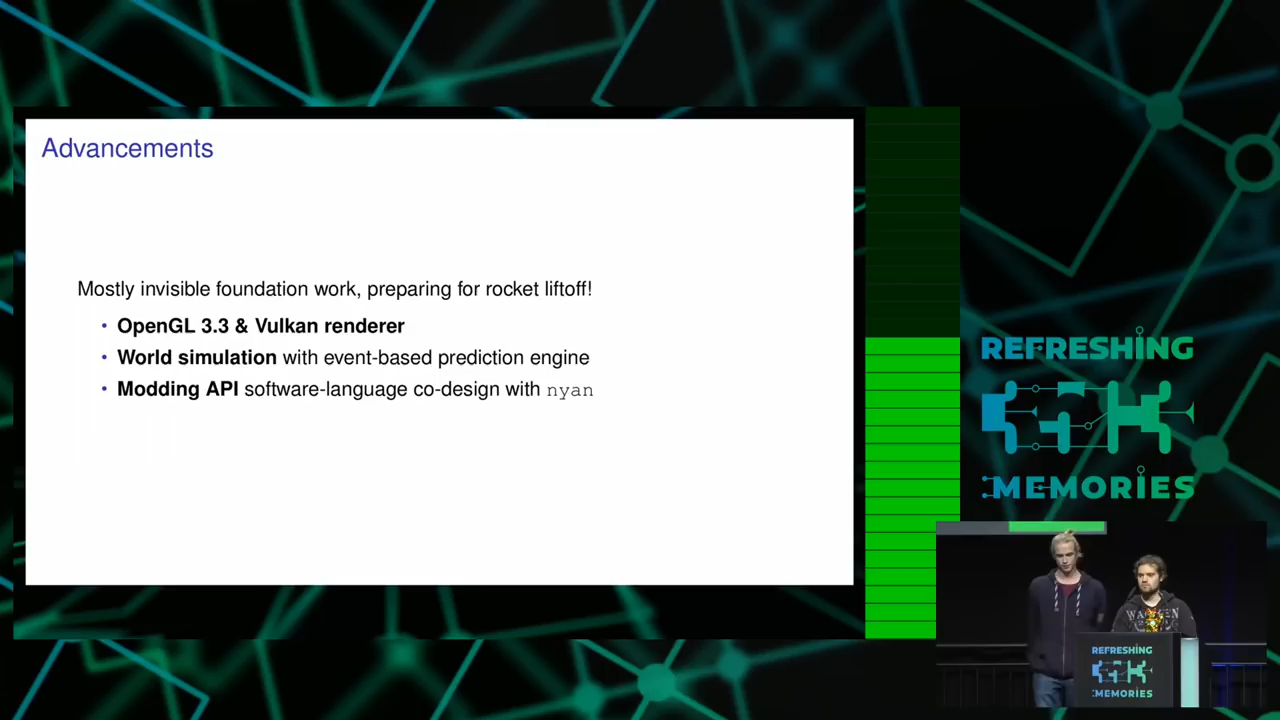 Advancements
Mostly invisible foundation work, preparing for rocket liftoff!
• OpenGL 3.3 & Vulkan renderer
• World simulation with event-based prediction engine
• Modding API software-language co-design with nyan
REFRESHING
MEMORIES
WACKEN
REFRESHING
MEMORIES